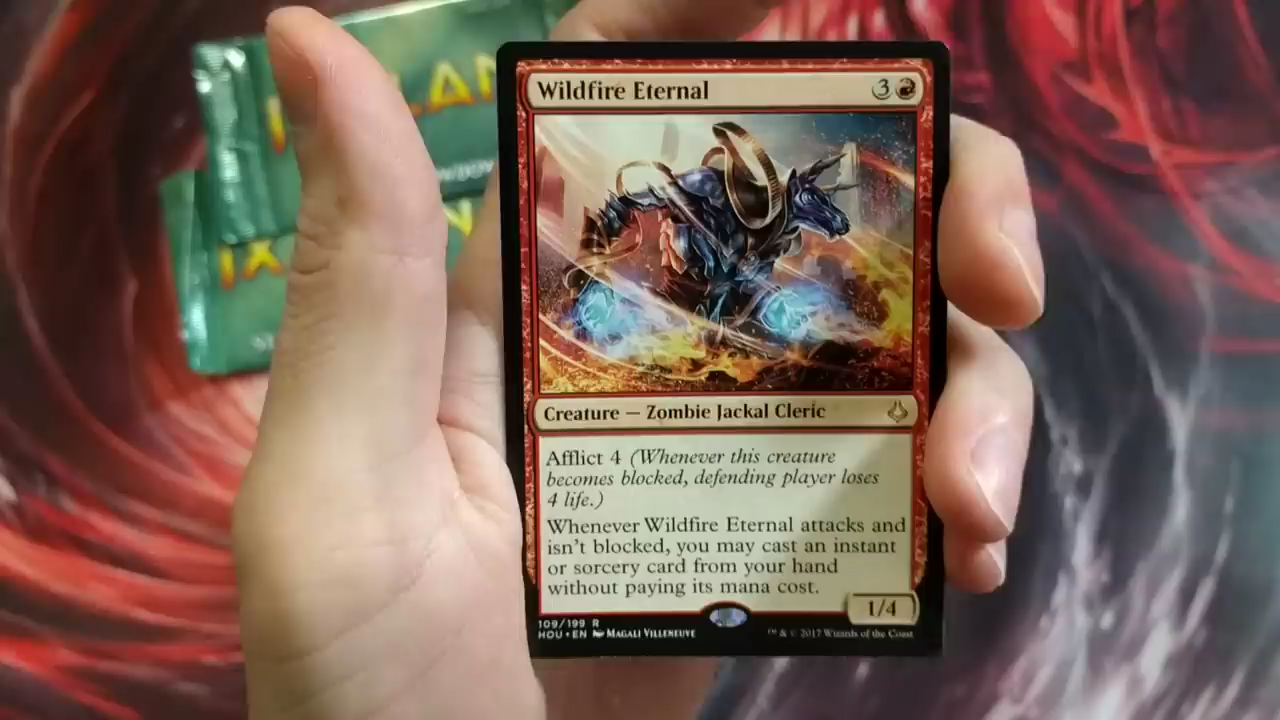 Wildfire Eternal 3
Creature — Zombie Jackal Cleric
Afflict 4 (Whenever this creature
becomes blocked, defending player loses
4 life.)
Whenever Wildfire Eternal attacks and
isn't blocked, you may cast an instant
or sorcery card from your hand
without paying its mana cost.
1/4
109/199 R
HOU • EN Magali Villeneuve
™ & © 2017 Wizards of the Coast